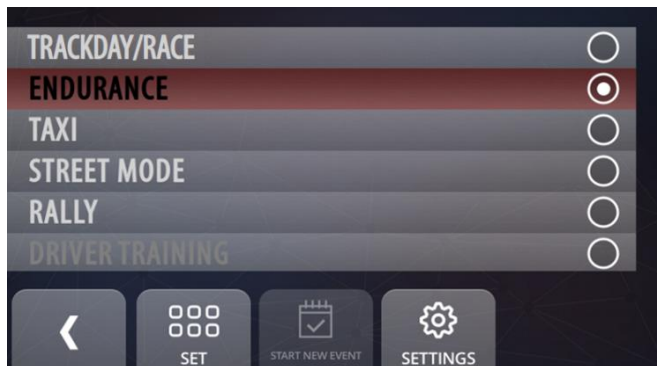 TRACKDAY/RACE
ENDURANCE
TAXI
STREET MODE
RALLY
DRIVER TRAINING
SET
START NEW EVENT
SETTINGS